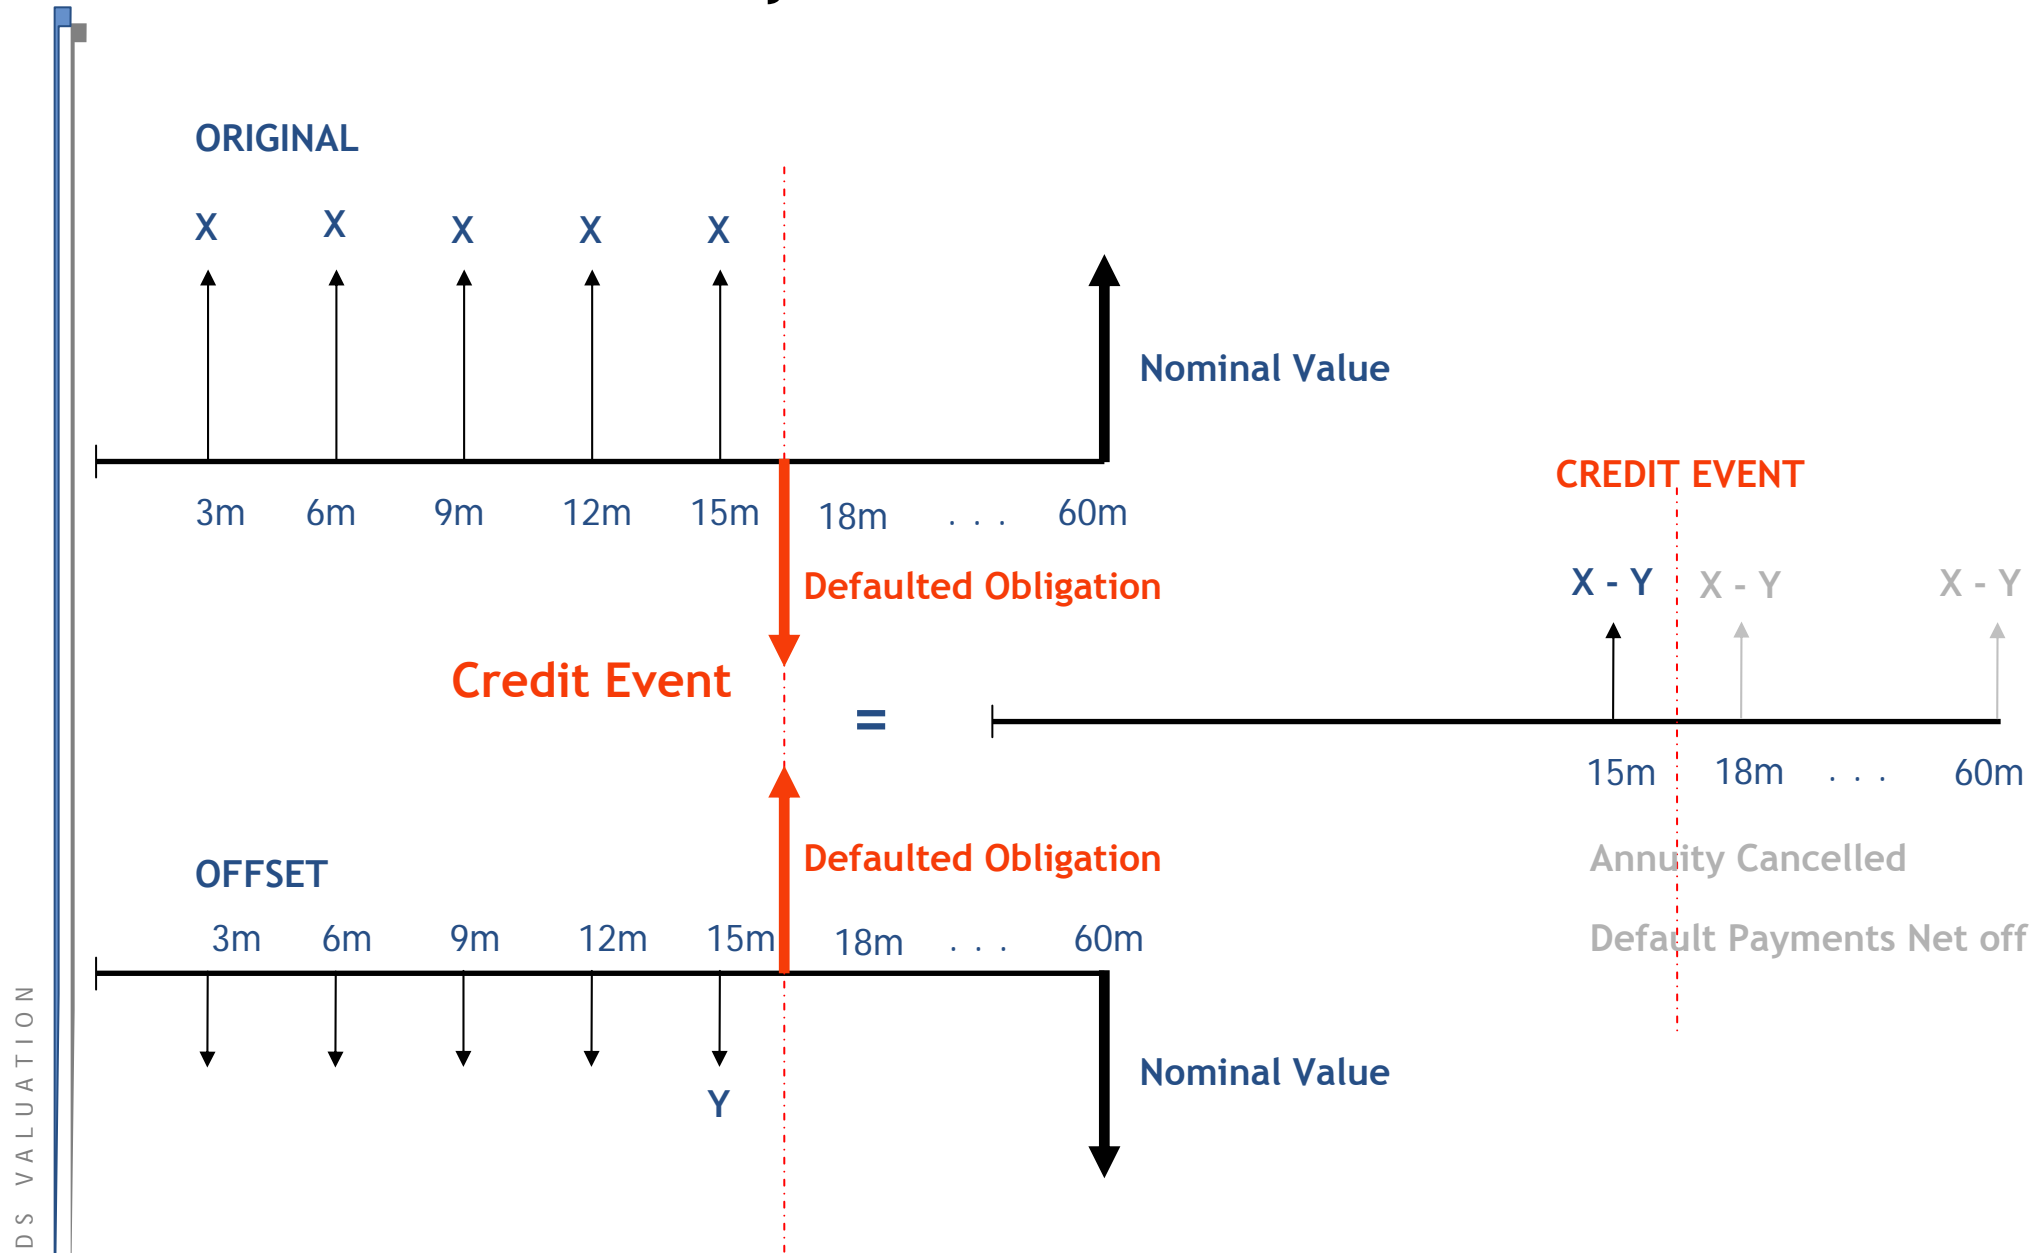 ORIGINAL
X X X X X
Nominal Value
3m 6m 9m 12m 15m 18m . . . 60m
Defaulted Obligation
Credit Event
=
CREDIT EVENT
X - Y X - Y X - Y
15m 18m . . . 60m
Annuity Cancelled
Default Payments Net off
Defaulted Obligation
OFFSET
3m 6m 9m 12m 15m 18m . . . 60m
Y
Nominal Value
DS VALUATION